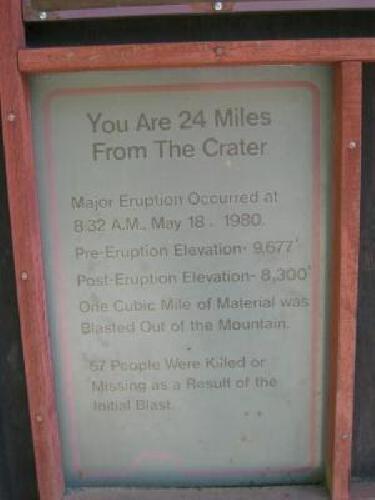 You Are 24 Miles
From The Crater
Major Eruption Occurred at
8:32 A.M., May 18, 1980.
Pre-Eruption Elevation- 9,677'
Post-Eruption Elevation- 8,300'
One Cubic Mile of Material was
Blasted Out of the Mountain.
57 People Were Killed or
Missing as a Result of the
Initial Blast.